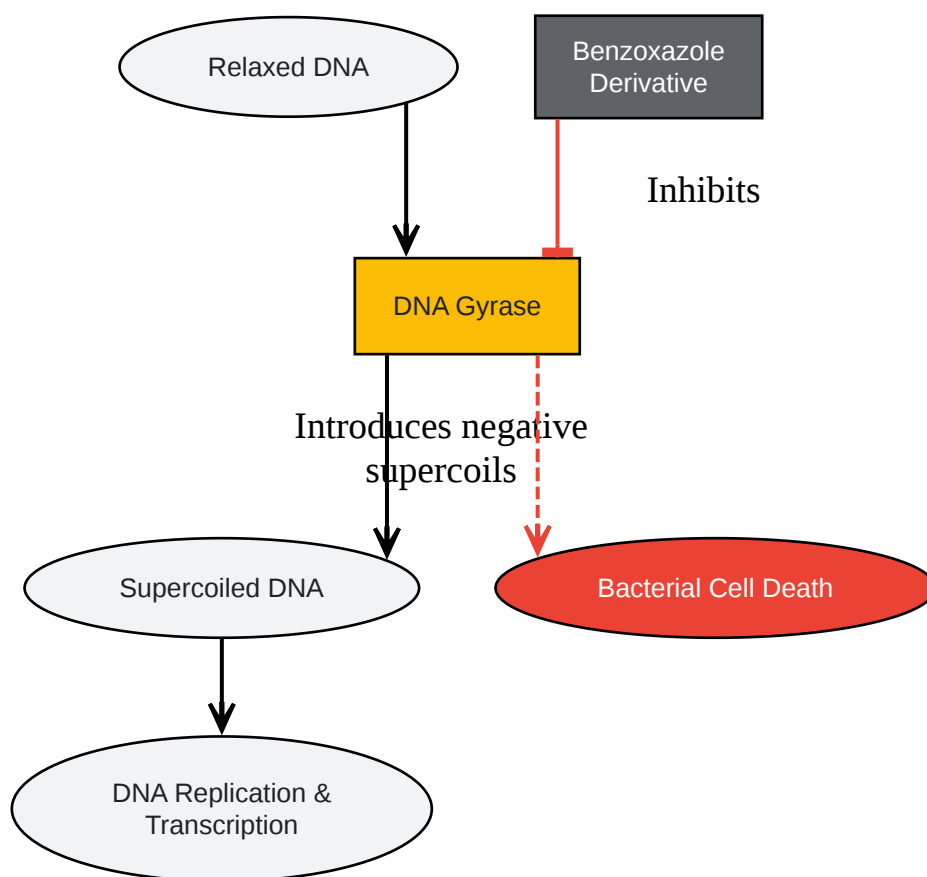 Relaxed DNA
Benzoxazole
Derivative
Inhibits
DNA Gyrase
Introduces negative
supercoils
Supercoiled DNA
Bacterial Cell Death
DNA Replication &
Transcription